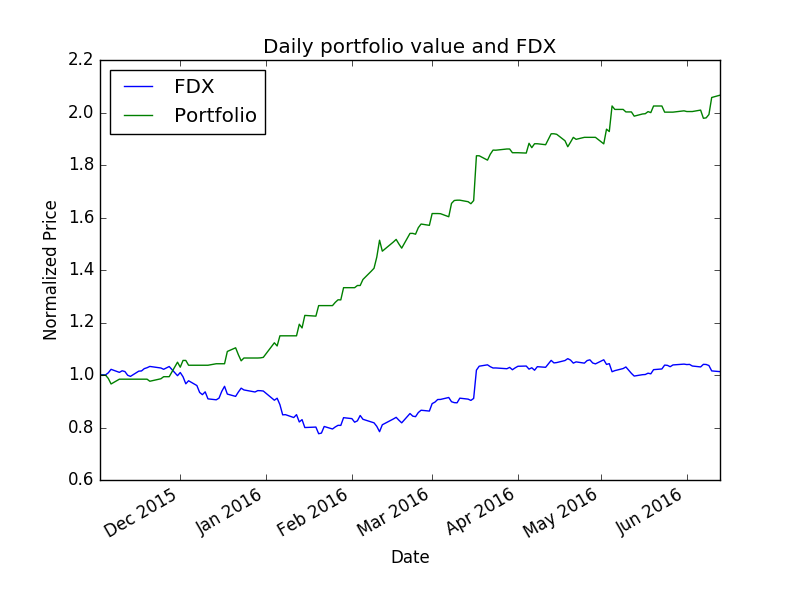 Daily portfolio value and FDX
FDX
Portfolio
Normalized Price
2.2
2.0
1.8
1.6
1.4
1.2
1.0
0.8
0.6
Dec 2015
Jan 2016
Feb 2016
Mar 2016
Apr 2016
May 2016
Jun 2016
Date